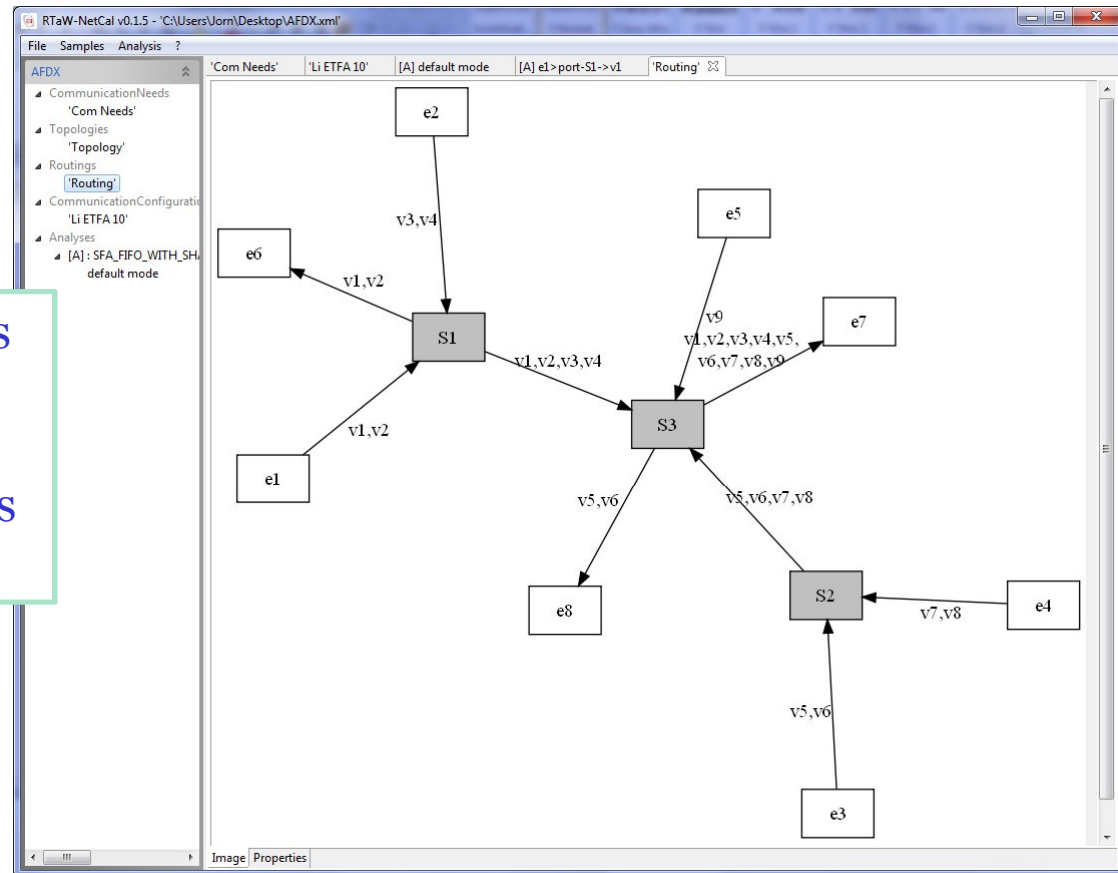 RTaW-NetCal v0.1.5 - 'C:\Users\Jorn\Desktop\AFDX.xml'
File Samples Analysis ?
AFDX
CommunicationNeeds
'Com Needs'
Topologies
'Topology'
Routings
'Routing'
CommunicationConfiguratio
'Li ETFA 10'
Analyses
[A] : SFA_FIFO_WITH_SH
default mode
s
s
'Com Needs' 'Li ETFA 10' [A] default mode [A] e1>port-S1->v1 'Routing'
e2
v3,v4
e5
e6
v1,v2
v9
e7
S1
v1,v2,v3,v4,v5,
v6,v7,v8,v9
v1,v2,v3,v4
S3
v1,v2
e1
v5,v6
v5,v6,v7,v8
S2
e8
v7,v8
e4
v5,v6
e3
Image Properties